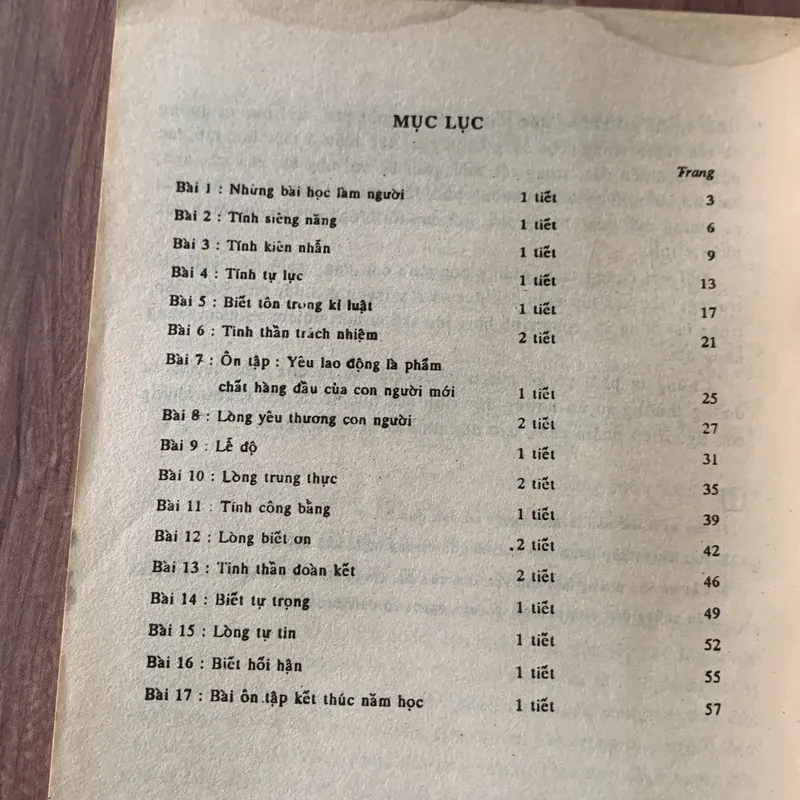 MỤC LỤC
Trang
Bài 1 : Những bài học làm người 1 tiết 3
Bài 2 : Tính siêng năng 1 tiết 6
Bài 3 : Tính kiên nhẫn 1 tiết 9
Bài 4 : Tính tự lực 1 tiết 13
Bài 5 : Biết tôn trọng kỉ luật 1 tiết 17
Bài 6 : Tinh thần trách nhiệm 2 tiết 21
Bài 7 : Ôn tập : Yêu lao động là phẩm
chất hàng đầu của con người mới 1 tiết 25
Bài 8 : Lòng yêu thương con người 2 tiết 27
Bài 9 : Lễ độ 1 tiết 31
Bài 10 : Lòng trung thực 2 tiết 35
Bài 11 : Tính công bằng 1 tiết 39
Bài 12 : Lòng biết ơn 2 tiết 42
Bài 13 : Tinh thần đoàn kết 2 tiết 46
Bài 14 : Biết tự trọng 1 tiết 49
Bài 15 : Lòng tự tin 1 tiết 52
Bài 16 : Biết hối hận 1 tiết 55
Bài 17 : Bài ôn tập kết thúc năm học 1 tiết 57